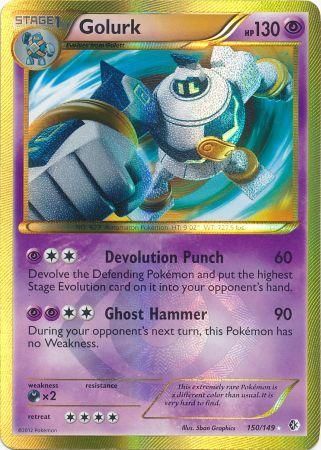 STAGE1
Golurk
HP130
Evolves from Golett
NO. 623 Automaton Pokémon HT: 9'02" WT: 727.5 lbs.
Devolution Punch 60
Devolve the Defending Pokémon and put the highest
Stage Evolution card on it into your opponent's hand.
Ghost Hammer 90
During your opponent's next turn, this Pokémon has
no Weakness.
weakness resistance
×2
This extremely rare Pokémon is
a different color than usual. It is
very hard to find.
retreat
©2012 Pokémon
Illus. 5ban Graphics
150/149